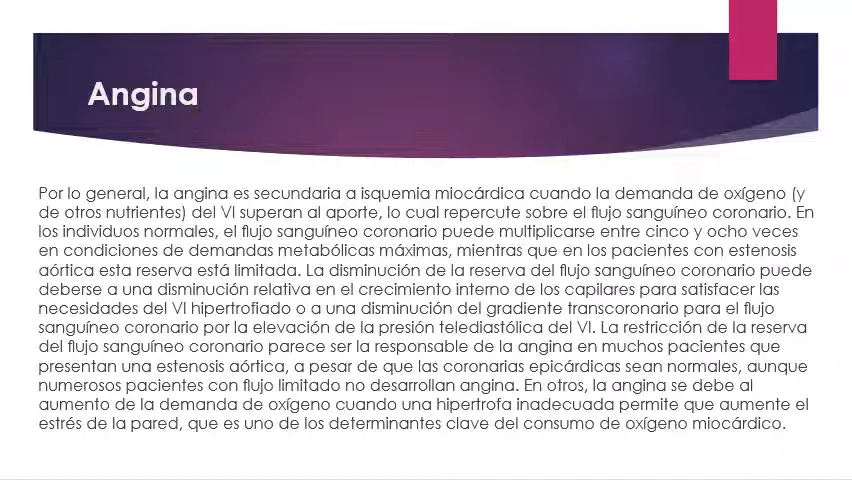 Angina
Por lo general, la angina es secundaria a isquemia miocárdica cuando la demanda de oxígeno (y
de otros nutrientes) del VI superan al aporte, lo cual repercute sobre el flujo sanguíneo coronario. En
los individuos normales, el flujo sanguíneo coronario puede multiplicarse entre cinco y ocho veces
en condiciones de demandas metabólicas máximas, mientras que en los pacientes con estenosis
aórtica esta reserva está limitada. La disminución de la reserva del flujo sanguíneo coronario puede
deberse a una disminución relativa en el crecimiento interno de los capilares para satisfacer las
necesidades del VI hipertrofiado o a una disminución del gradiente transcoronario para el flujo
sanguíneo coronario por la elevación de la presión telediastólica del VI. La restricción de la reserva
del flujo sanguíneo coronario parece ser la responsable de la angina en muchos pacientes que
presentan una estenosis aórtica, a pesar de que las coronarias epicárdicas sean normales, aunque
numerosos pacientes con flujo limitado no desarrollan angina. En otros, la angina se debe al
aumento de la demanda de oxígeno cuando una hipertrofa inadecuada permite que aumente el
estrés de la pared, que es uno de los determinantes clave del consumo de oxígeno miocárdico.